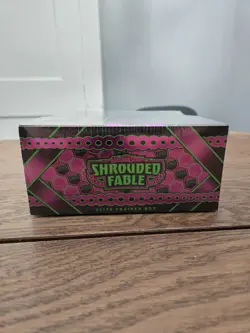 SHROUDED
FABLE
ELITE TRAINER BOX